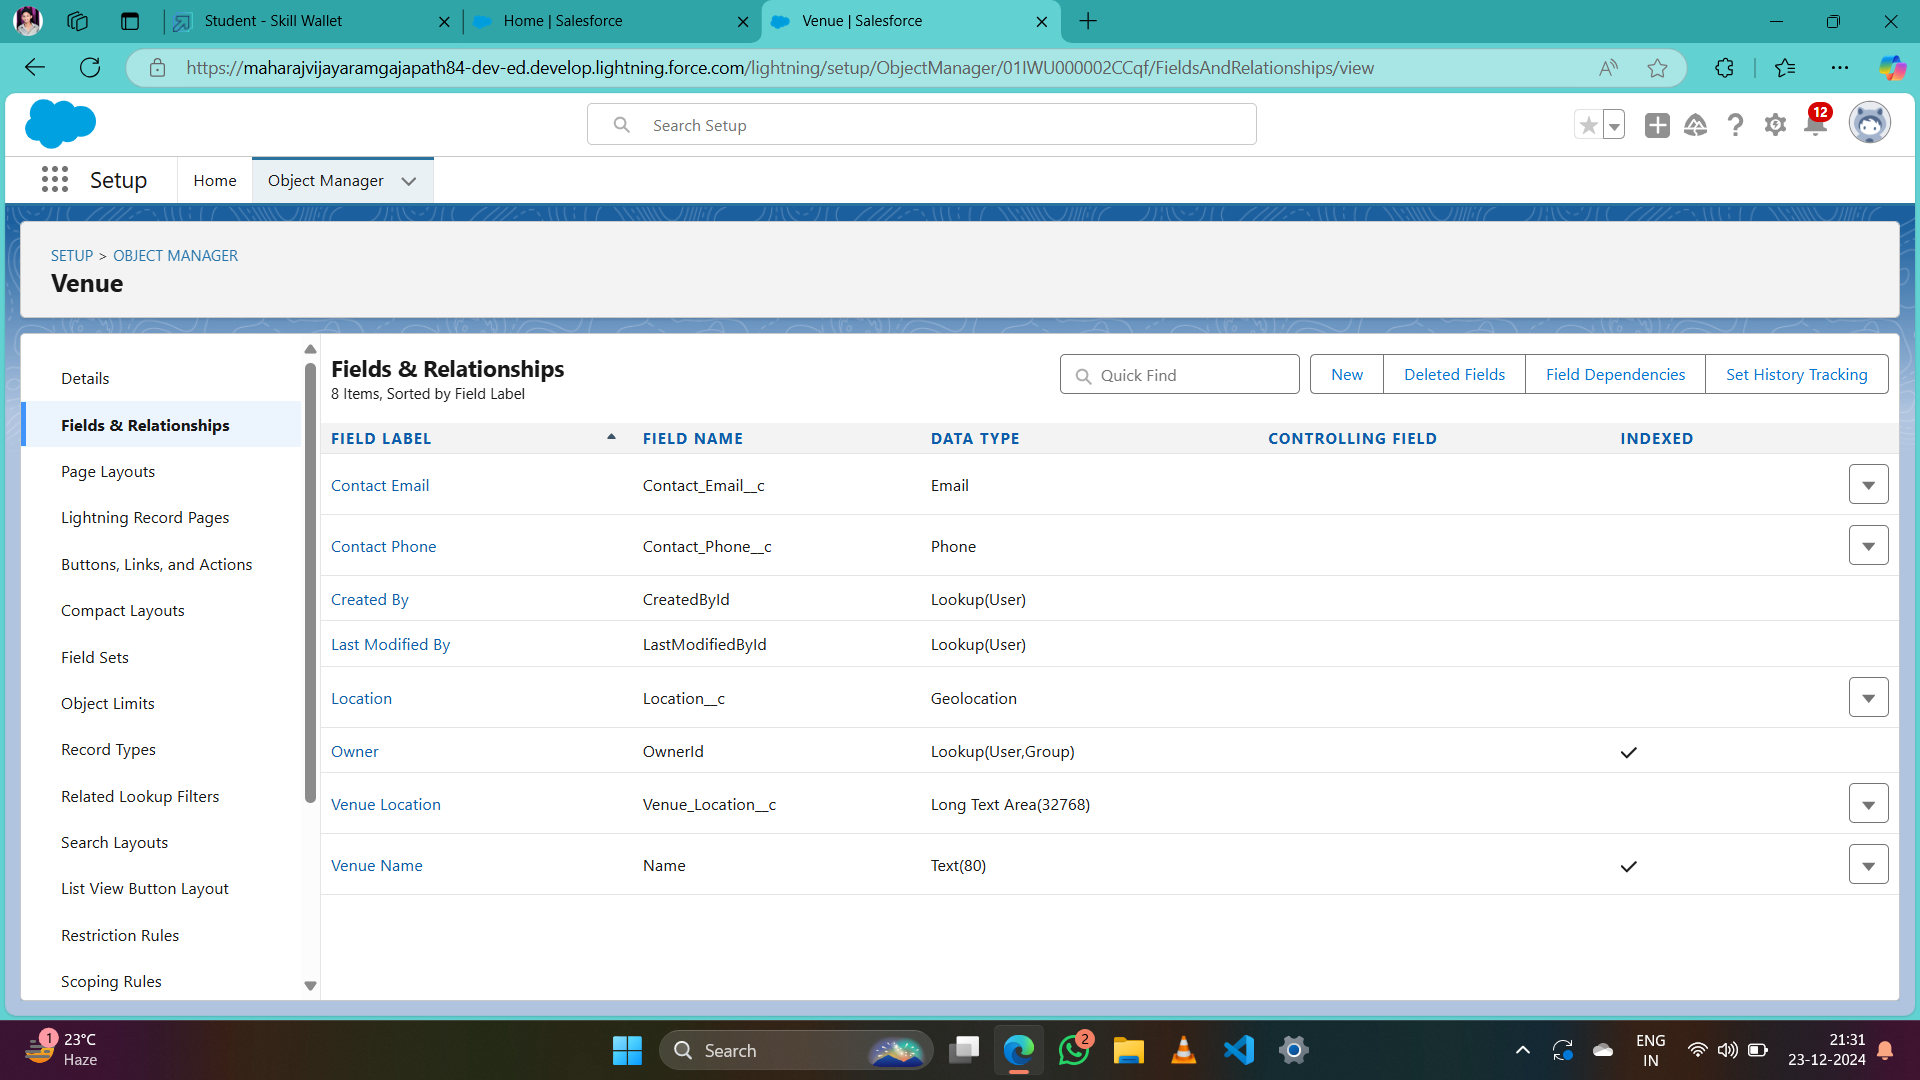 Student - Skill Wallet
Home | Salesforce
Venue | Salesforce
https://maharajvijayaramgajapath84-dev-ed.develop.lightning.force.com/lightning/setup/ObjectManager/01IWU000002CCqf/FieldsAndRelationships/view
Search Setup
12
Setup
Home
Object Manager
SETUP > OBJECT MANAGER
Venue
Details
Fields & Relationships
Page Layouts
Lightning Record Pages
Buttons, Links, and Actions
Compact Layouts
Field Sets
Object Limits
Record Types
Related Lookup Filters
Search Layouts
List View Button Layout
Restriction Rules
Scoping Rules
Fields & Relationships
8 Items, Sorted by Field Label
Quick Find
New
Deleted Fields
Field Dependencies
Set History Tracking
FIELD LABEL FIELD NAME DATA TYPE CONTROLLING FIELD INDEXED
Contact Email Contact_Email__c Email
Contact Phone Contact_Phone__c Phone
Created By CreatedById Lookup(User)
Last Modified By LastModifiedById Lookup(User)
Location Location__c Geolocation
Owner OwnerId Lookup(User,Group)
Venue Location Venue_Location__c Long Text Area(32768)
Venue Name Name Text(80)
1
23°C
Haze
Search
2
ENG
IN
21:31
23-12-2024